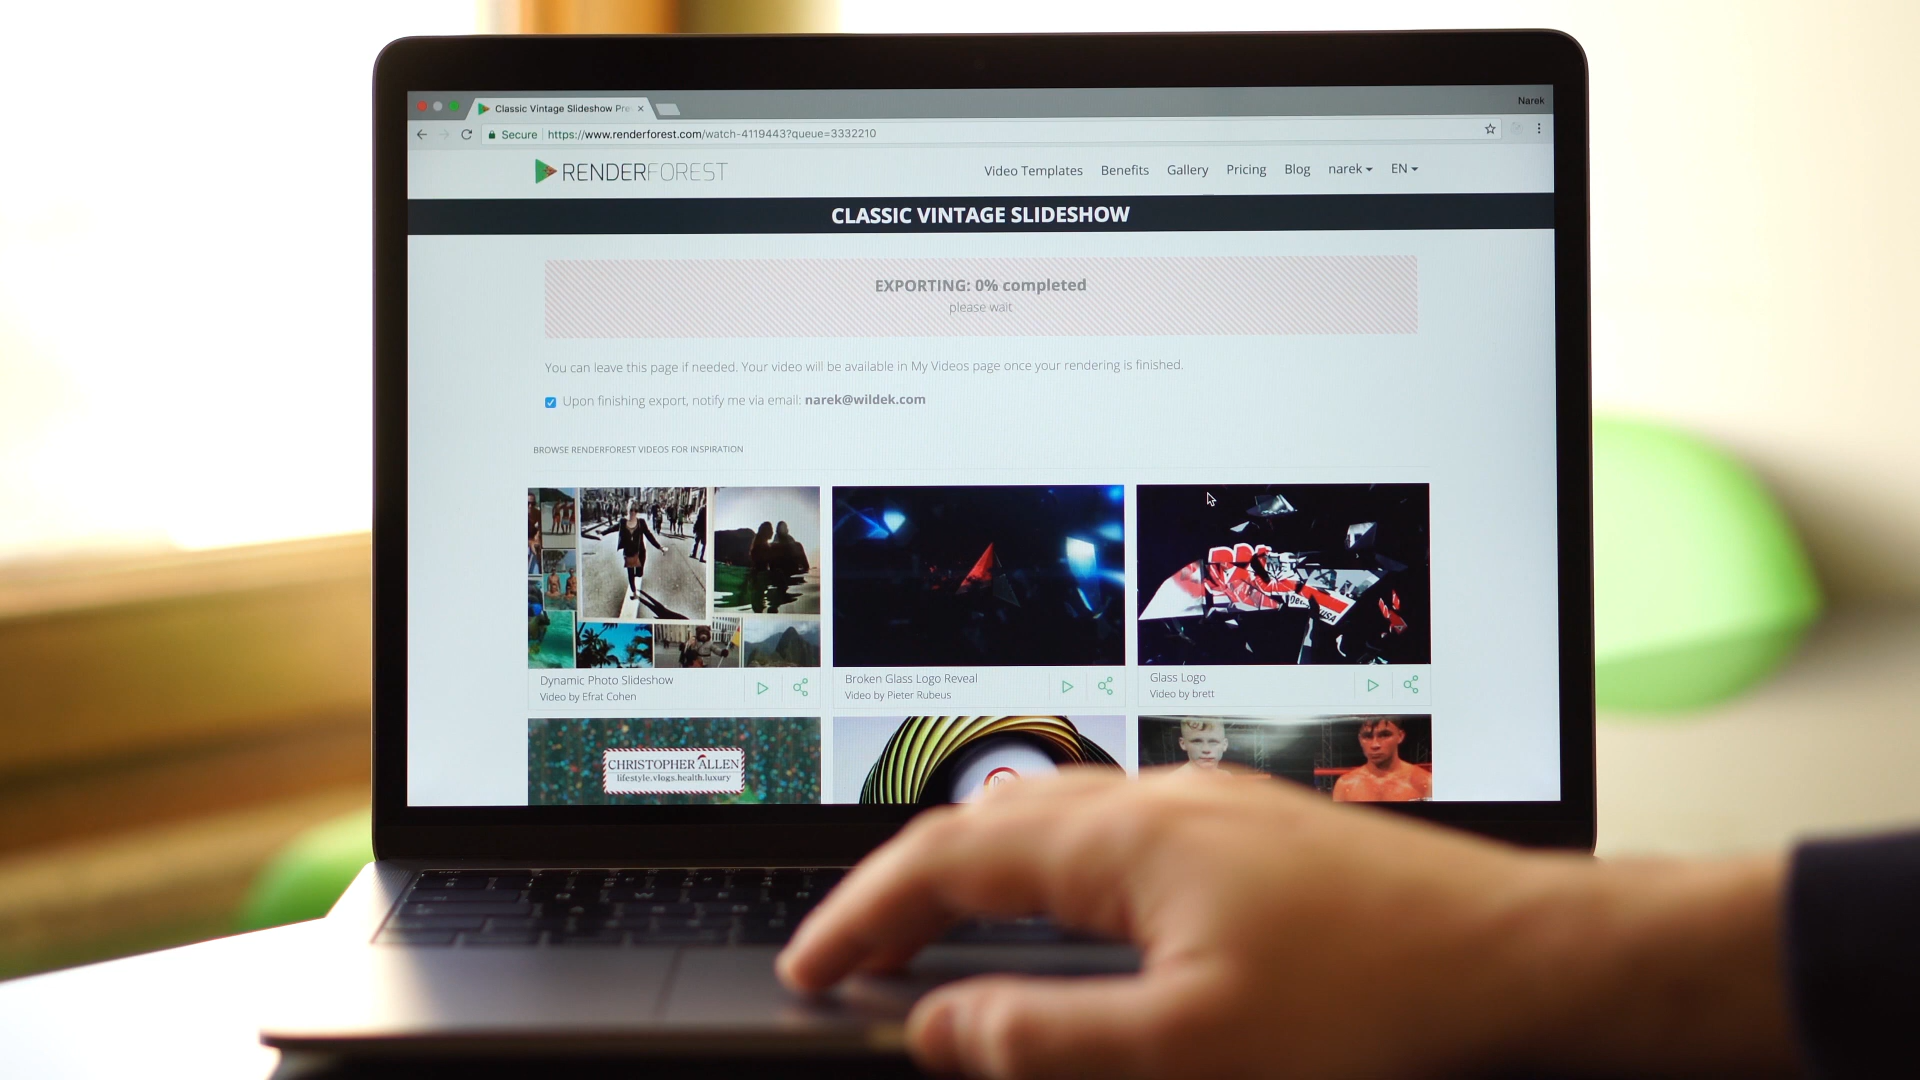 Classic Vintage Slideshow Pre
Narek
Secure https://www.renderforest.com/watch-4119443?queue=3332210
RENDERFOREST Video Templates Benefits Gallery Pricing Blog narek EN
CLASSIC VINTAGE SLIDESHOW
EXPORTING: 0% completed
please wait
You can leave this page if needed. Your video will be available in My Videos page once your rendering is finished.
Upon finishing export, notify me via email: narek@wildek.com
BROWSE RENDERFOREST VIDEOS FOR INSPIRATION
Dynamic Photo Slideshow
Video by Efrat Cohen
Broken Glass Logo Reveal
Video by Pieter Rubeus
Glass Logo
Video by brett
CHRISTOPHER ALLEN
lifestyle.vlogs.health.luxury